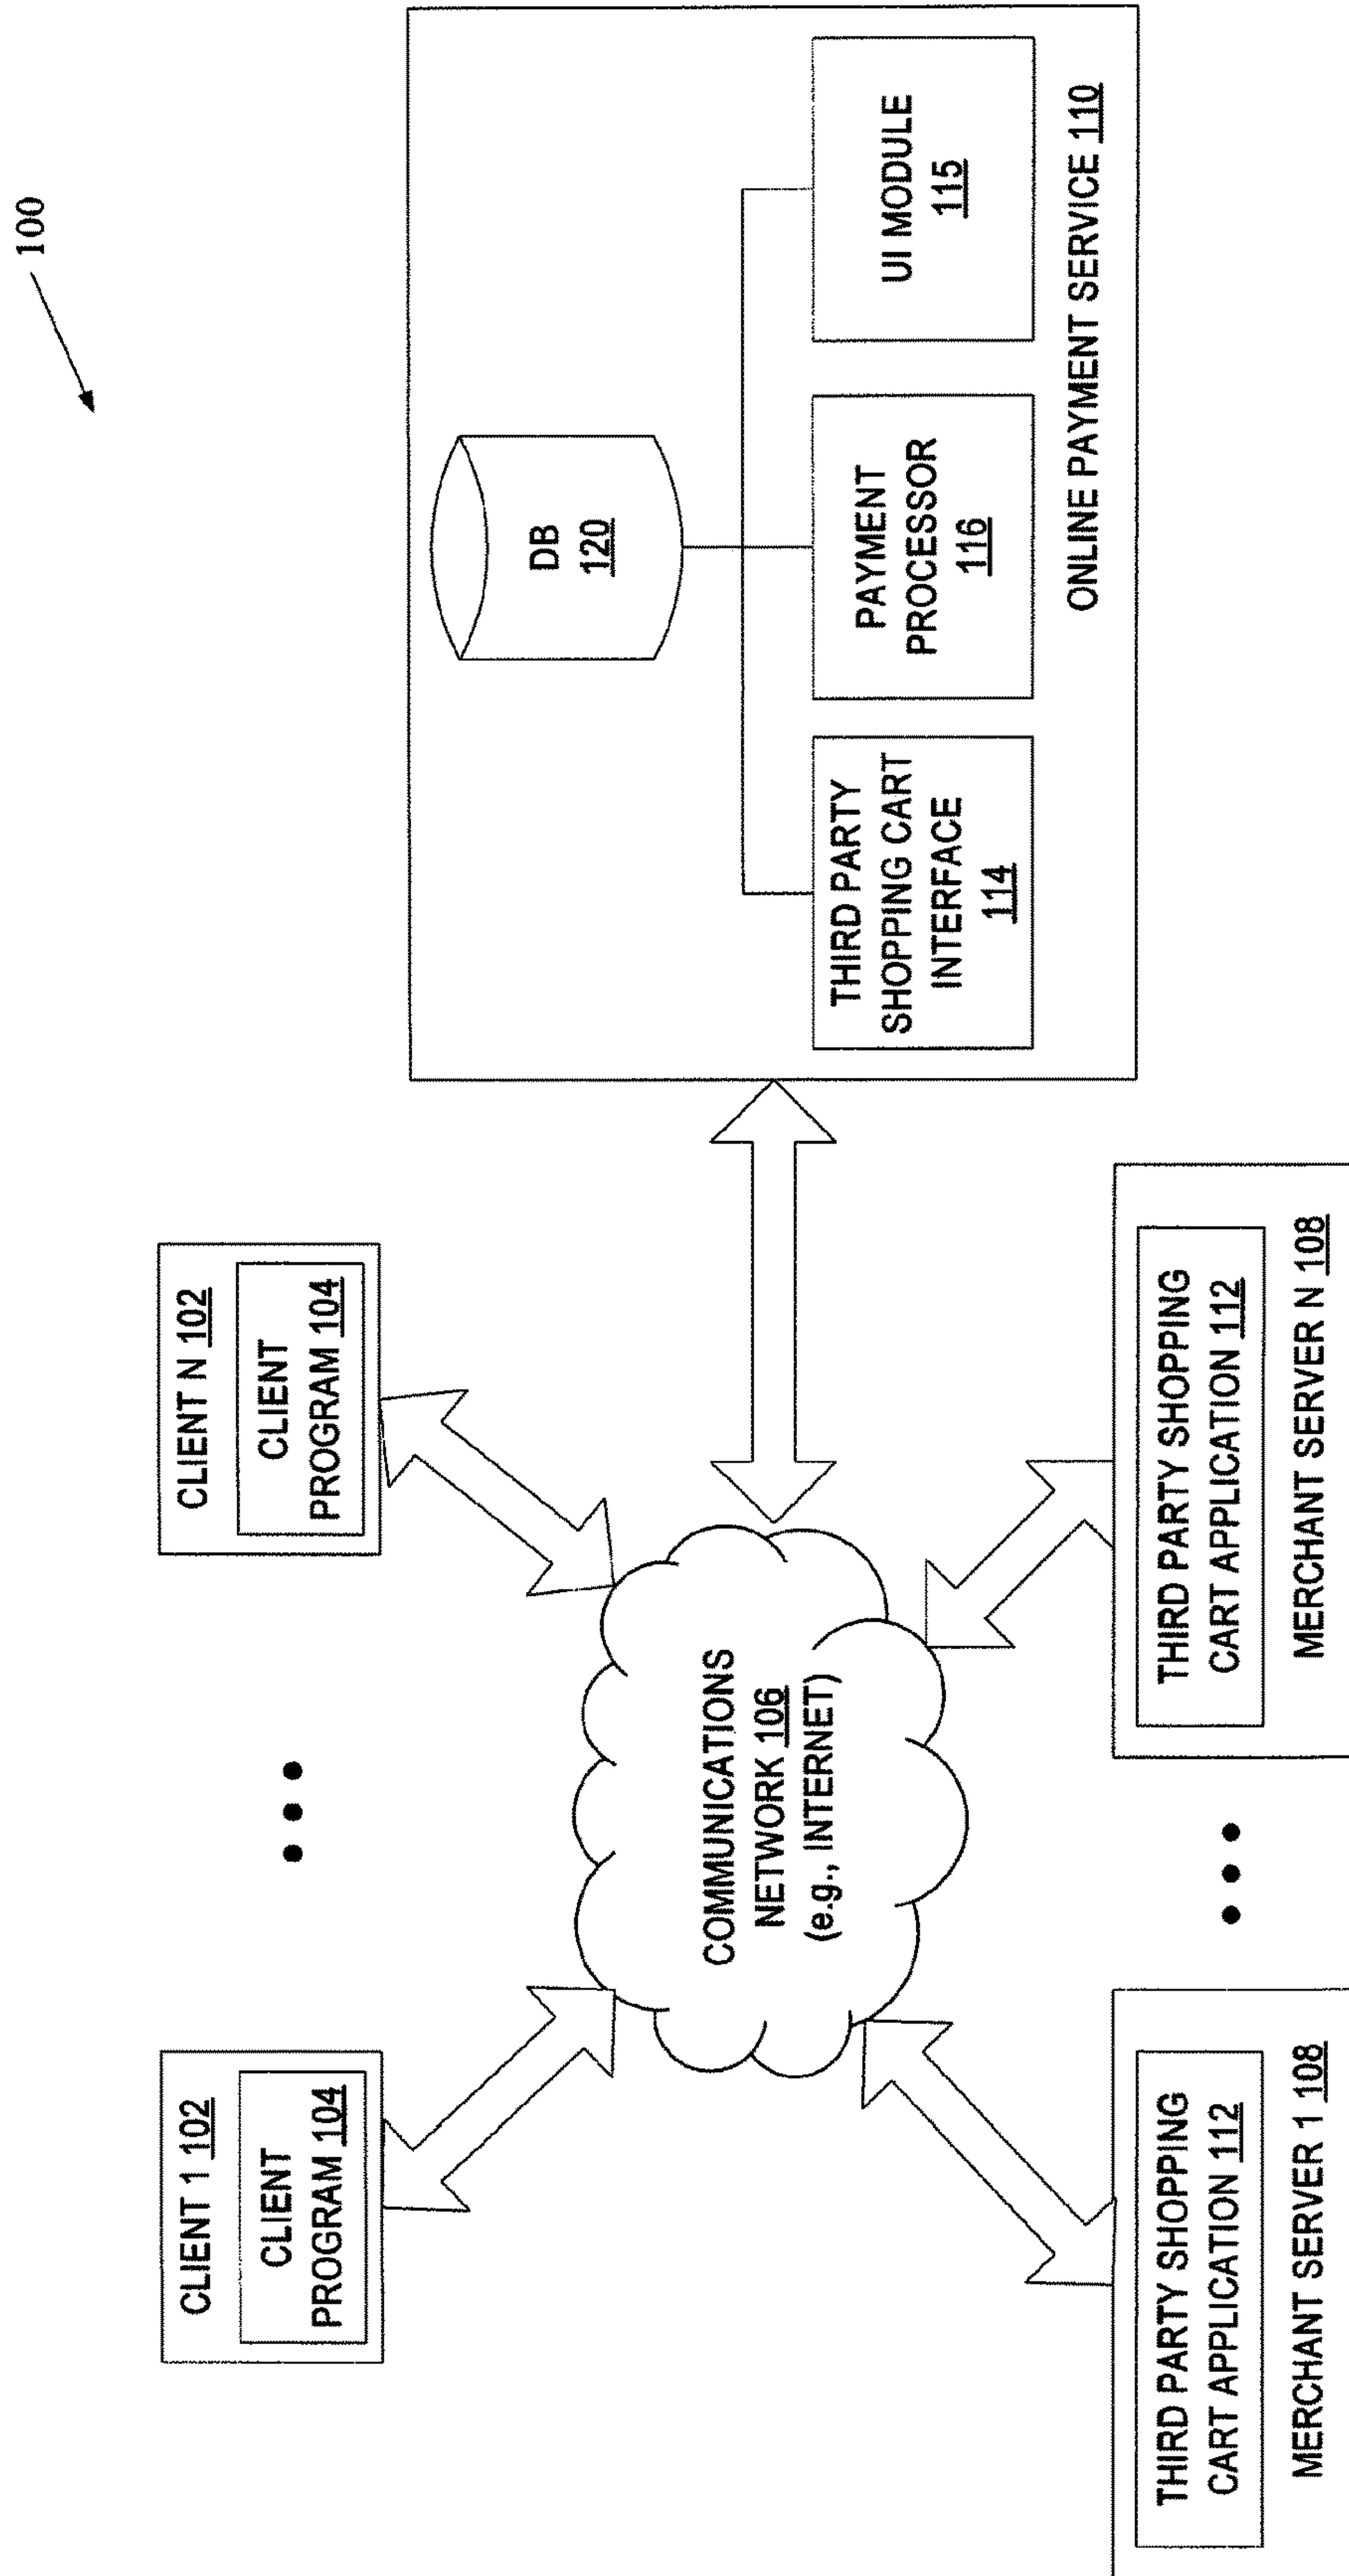 100
CLIENT 1 102
CLIENT
PROGRAM 104
CLIENT N 102
CLIENT
PROGRAM 104
COMMUNICATIONS
NETWORK 106
(e.g., INTERNET)
THIRD PARTY SHOPPING
CART APPLICATION 112
MERCHANT SERVER 1 108
THIRD PARTY SHOPPING
CART APPLICATION 112
MERCHANT SERVER N 108
DB
120
THIRD PARTY
SHOPPING CART
INTERFACE
114
PAYMENT
PROCESSOR
116
UI MODULE
115
ONLINE PAYMENT SERVICE 110